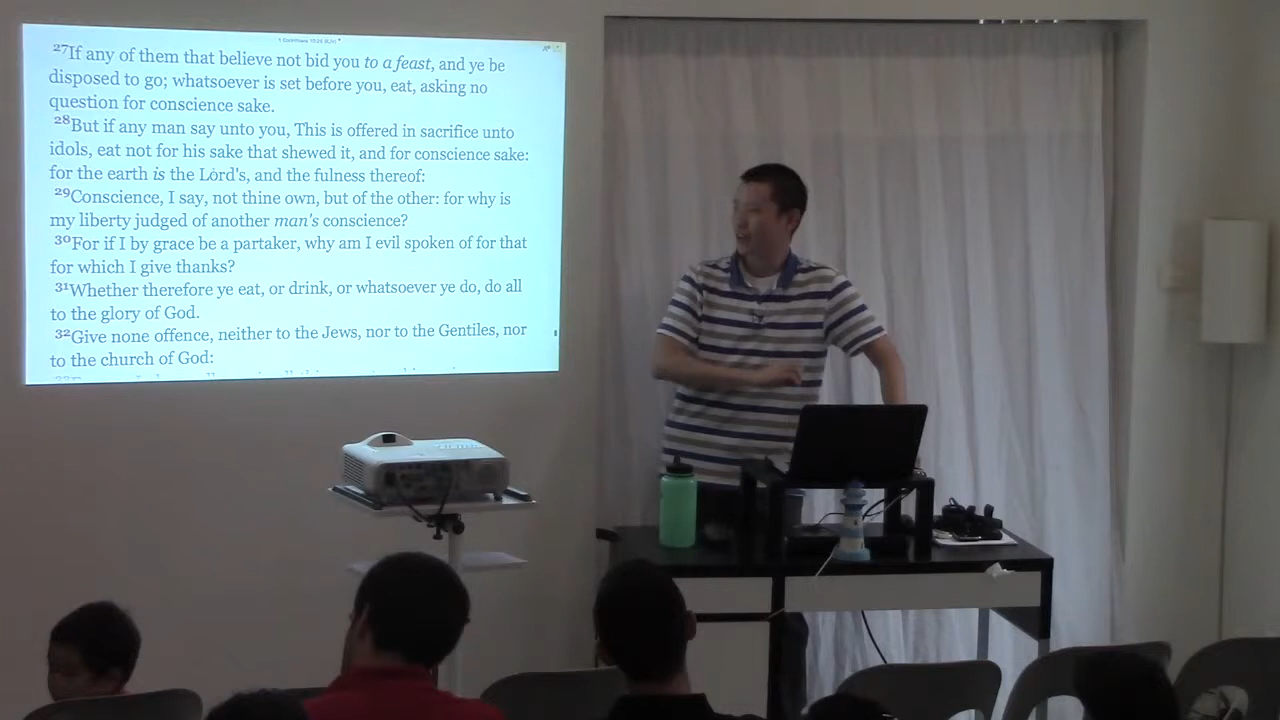 ²⁷If any of them that believe not bid you to a feast, and ye be
disposed to go; whatsoever is set before you, eat, asking no
question for conscience sake.
²⁸But if any man say unto you, This is offered in sacrifice unto
idols, eat not for his sake that shewed it, and for conscience sake:
for the earth is the Lord's, and the fulness thereof:
²⁹Conscience, I say, not thine own, but of the other: for why is
my liberty judged of another man's conscience?
³⁰For if I by grace be a partaker, why am I evil spoken of for that
for which I give thanks?
³¹Whether therefore ye eat, or drink, or whatsoever ye do, do all
to the glory of God.
³²Give none offence, neither to the Jews, nor to the Gentiles, nor
to the church of God: